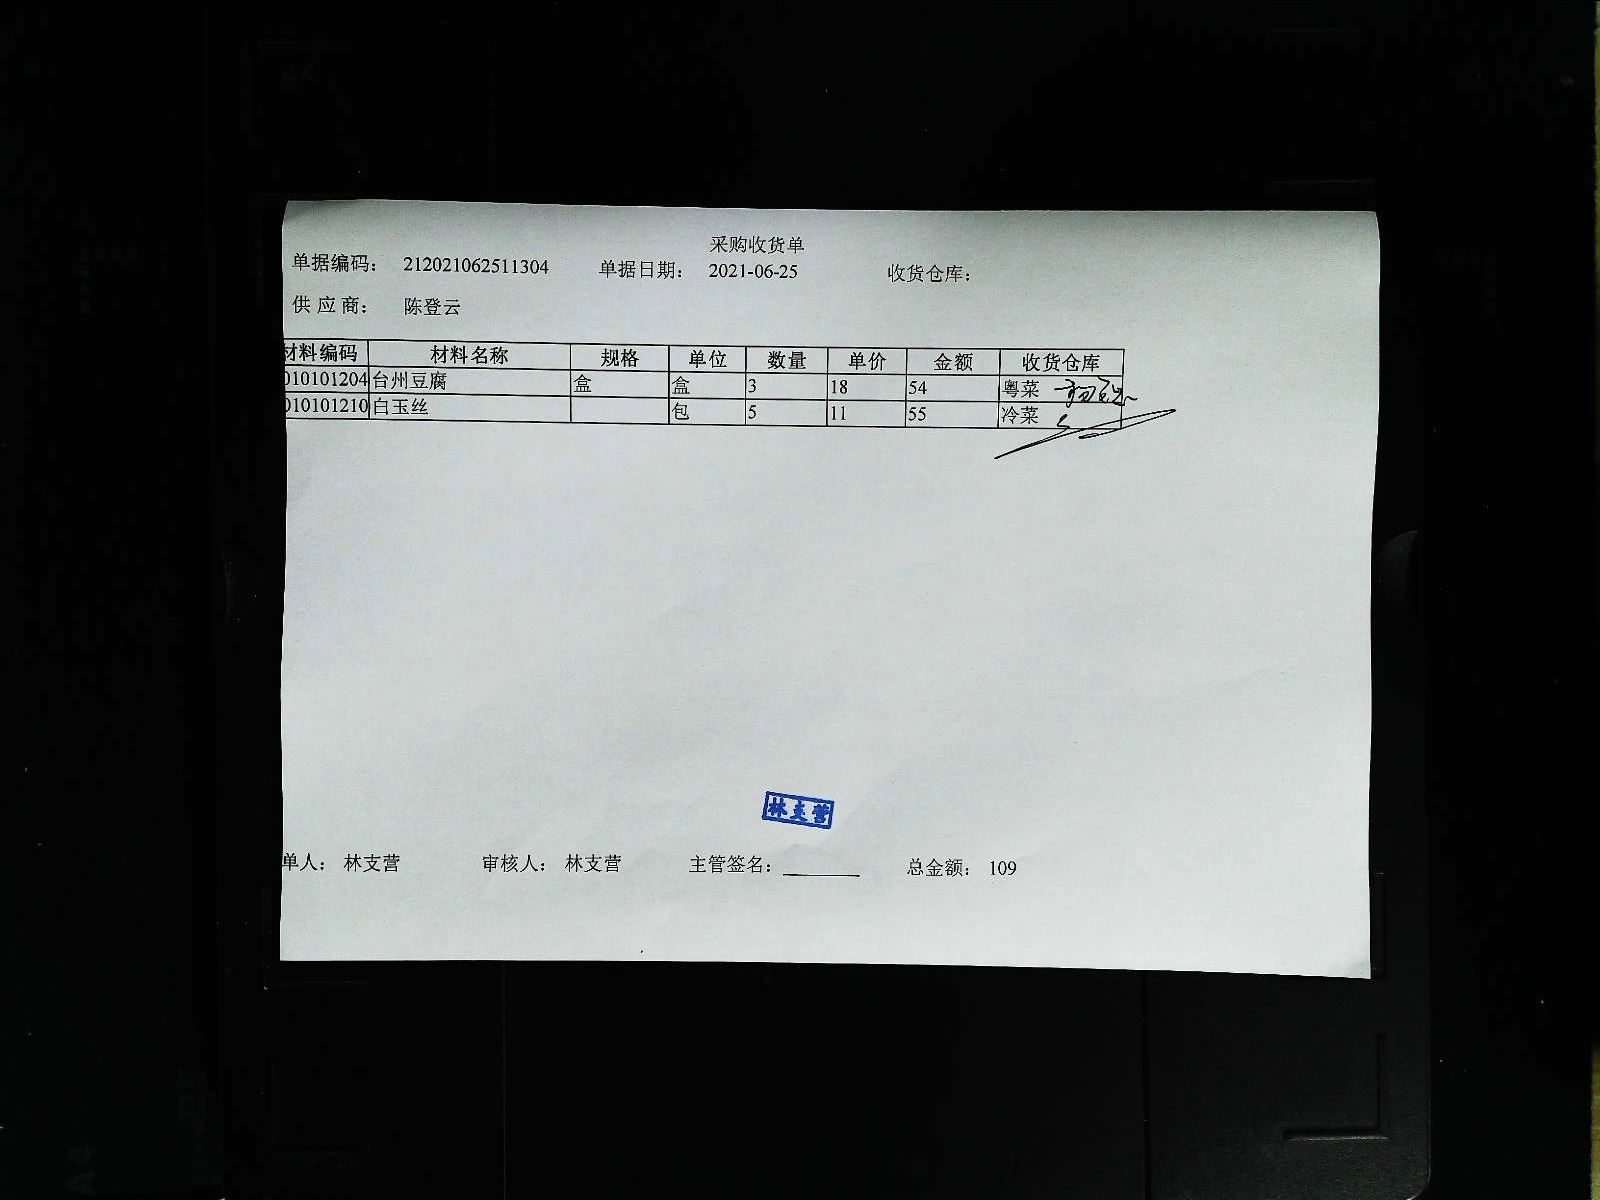 采购收货单
单据编码： 212021062511304 单据日期： 2021-06-25 收货仓库：
供 应 商： 陈登云
材料编码 材料名称 规格 单位 数量 单价 金额 收货仓库
010101204 台州豆腐 盒 盒 3 18 54 粤菜
010101210 白玉丝 包 5 11 55 冷菜
林支营
单人： 林支营 审核人： 林支营 主管签名： 总金额： 109